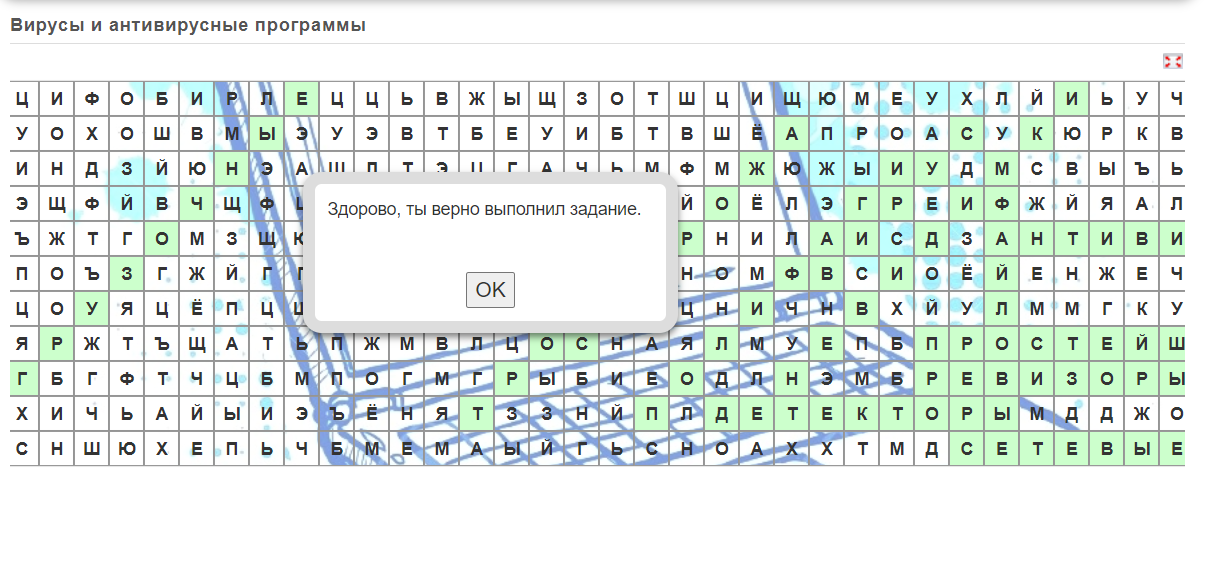 Вирусы и антивирусные программы
Ц И Ф О Б И Р Л Е Ц Ц Ь В Ж Ы Щ З О Т Ш Ц И Щ Ю М Е У Х Л Й И Ь У Ч
У О Х О Ш В М Ы Э У Э В Т Б Е У И Б Т В Ш Ё А П Р О А С У К Ю Р К В
И Н Д З Й Ю Н Э А М Ф М Ж Ю Ж Ы И У Д М С В Ы Ъ Ь
Э Щ Ф Й В Ч Щ Ф Й О Ё Л Э Г Р Е И Ф Ж Й Я А Л
Здорово, ты верно выполнил задание.
Ъ Ж Т Г О М З Щ Р Н И Л А И С Д З А Н Т И В И
П О Ъ З Г Ж Й Г Н О М Ф В С И О Ё Й Е Н Ж Е Ч
OK
Ц О У Я Ц Ё П Ц Ц Н И Ч Н В Х Й У Л М М Г К У
Я Р Ж Т Ъ Щ А Т Ь П Ж М В Л Ц О С Н А Я Л М У Е П Б П Р О С Т Е Й Ш
Г Б Г Ф Т Ч Ц Б М П О Г М Г Р Ы Б И Е О Д Л Н Э М Б Р Е В И З О Р Ы
Х И Ч Ь А Й Ы И Э Ъ Ё Н Я Т З З Н Й П Л Д Е Т Е К Т О Р Ы М Д Д Ж О
С Н Ш Ю Х Е П Ь Ч Б М Е М А Ы Й Г Ь С Н О А Х Х Т М Д С Е Т Е В Ы Е